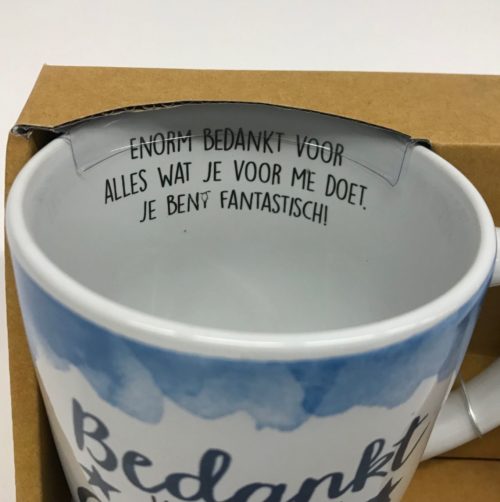 ENORM BEDANKT VOOR
ALLES WAT JE VOOR ME DOET.
JE BENT FANTASTISCH!
Bedankt